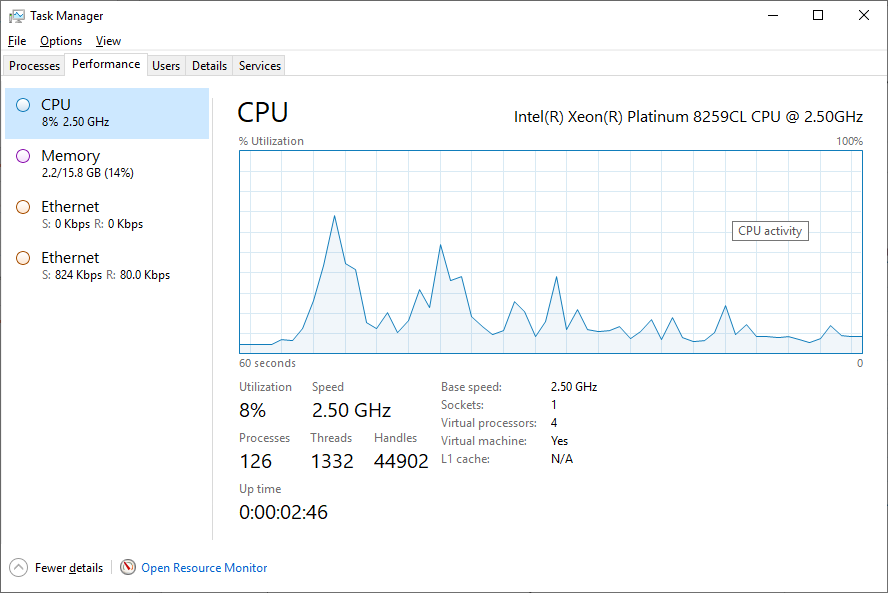 Task Manager
File Options View
Processes Performance Users Details Services
CPU
8% 2.50 GHz
Memory
2.2/15.8 GB (14%)
Ethernet
S: 0 Kbps R: 0 Kbps
Ethernet
S: 824 Kbps R: 80.0 Kbps
CPU Intel(R) Xeon(R) Platinum 8259CL CPU @ 2.50GHz
% Utilization 100%
CPU activity
60 seconds 0
Utilization Speed
8% 2.50 GHz
Processes Threads Handles
126 1332 44902
Up time
0:00:02:46
Base speed: 2.50 GHz
Sockets: 1
Virtual processors: 4
Virtual machine: Yes
L1 cache: N/A
Fewer details Open Resource Monitor